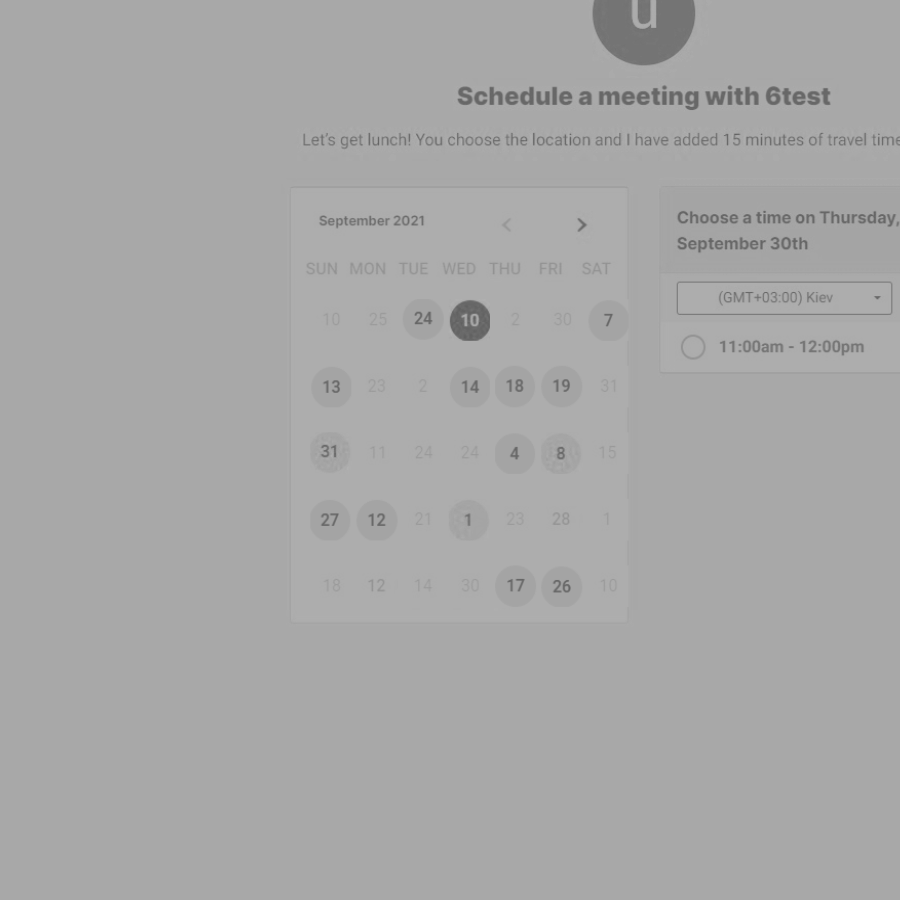 u
Schedule a meeting with 6test
Let's get lunch! You choose the location and I have added 15 minutes of travel time
September 2021
SUN MON TUE WED THU FRI SAT
10 25 24 10 2 30 7
13 23 2 14 18 19 31
31 11 24 24 4 8 15
27 12 21 1 23 28 1
18 12 14 30 17 26 10
Choose a time on Thursday,
September 30th
(GMT+03:00) Kiev
11:00am - 12:00pm